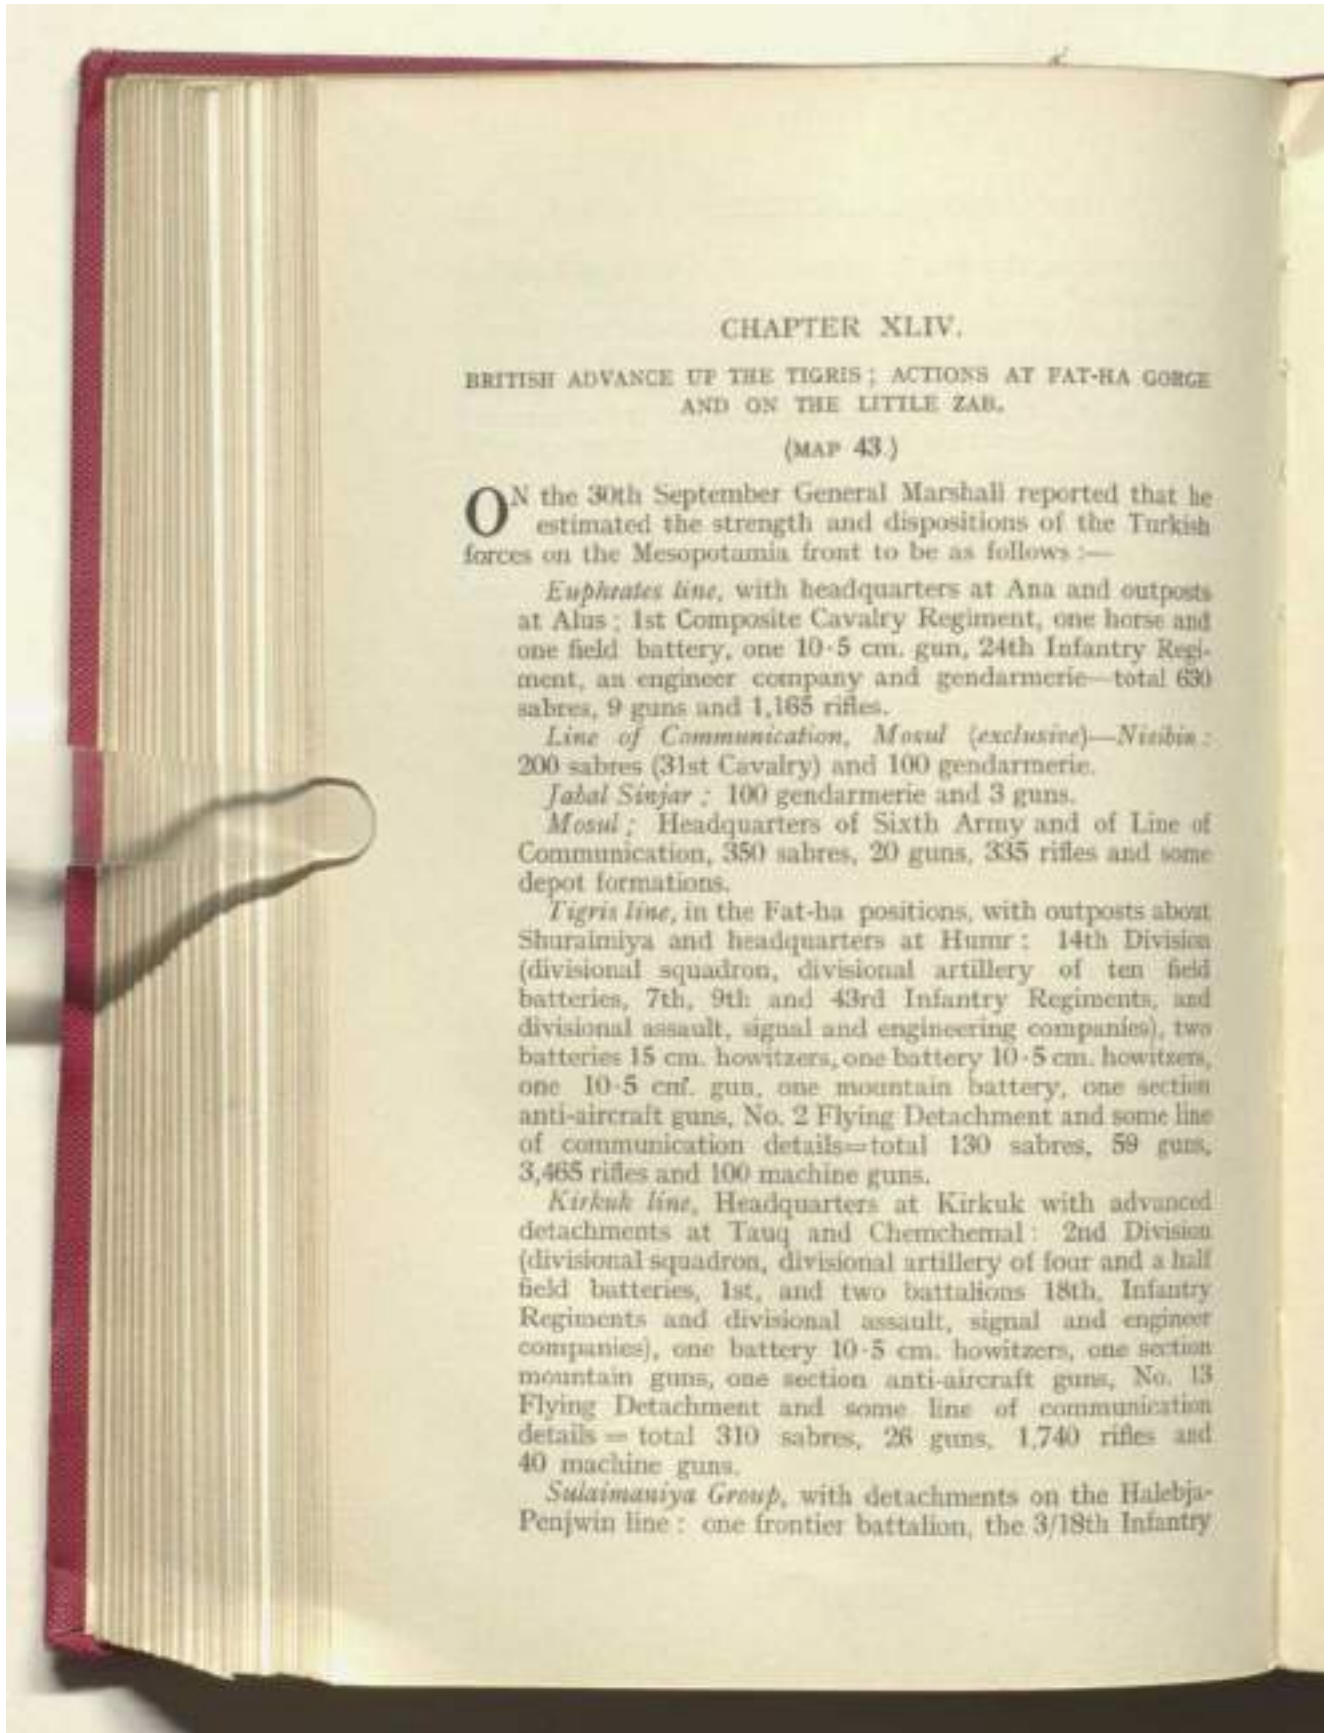 CHAPTER XLIV.
BRITISH ADVANCE UP THE TIGRIS; ACTIONS AT FAT-HA GORGE
AND ON THE LITTLE ZAB.
(MAP 43.)
ON the 30th September General Marshall reported that he
estimated the strength and dispositions of the Turkish
forces on the Mesopotamia front to be as follows:—
Euphrates line, with headquarters at Ana and outposts
at Alus; 1st Composite Cavalry Regiment, one horse and
one field battery, one 10·5 cm. gun, 24th Infantry Regi-
ment, an engineer company and gendarmerie—total 630
sabres, 9 guns and 1,165 rifles.
Line of Communication, Mosul (exclusive)—Nisibin:
200 sabres (31st Cavalry) and 100 gendarmerie.
Jabal Sinjar: 100 gendarmerie and 3 guns.
Mosul; Headquarters of Sixth Army and of Line of
Communication, 350 sabres, 20 guns, 335 rifles and some
depot formations.
Tigris line, in the Fat-ha positions, with outposts about
Shuraimiya and headquarters at Humr: 14th Division
(divisional squadron, divisional artillery of ten field
batteries, 7th, 9th and 43rd Infantry Regiments, and
divisional assault, signal and engineering companies), two
batteries 15 cm. howitzers, one battery 10·5 cm. howitzers,
one 10·5 cm. gun, one mountain battery, one section
anti-aircraft guns, No. 2 Flying Detachment and some line
of communication details=total 130 sabres, 59 guns,
3,465 rifles and 100 machine guns.
Kirkuk line, Headquarters at Kirkuk with advanced
detachments at Tauq and Chemchemal: 2nd Division
(divisional squadron, divisional artillery of four and a half
field batteries, 1st, and two battalions 18th, Infantry
Regiments and divisional assault, signal and engineer
companies), one battery 10·5 cm. howitzers, one section
mountain guns, one section anti-aircraft guns, No. 13
Flying Detachment and some line of communication
details = total 310 sabres, 26 guns, 1,740 rifles and
40 machine guns.
Sulaimaniya Group, with detachments on the Halebja-
Penjwin line: one frontier battalion, the 3/18th Infantry